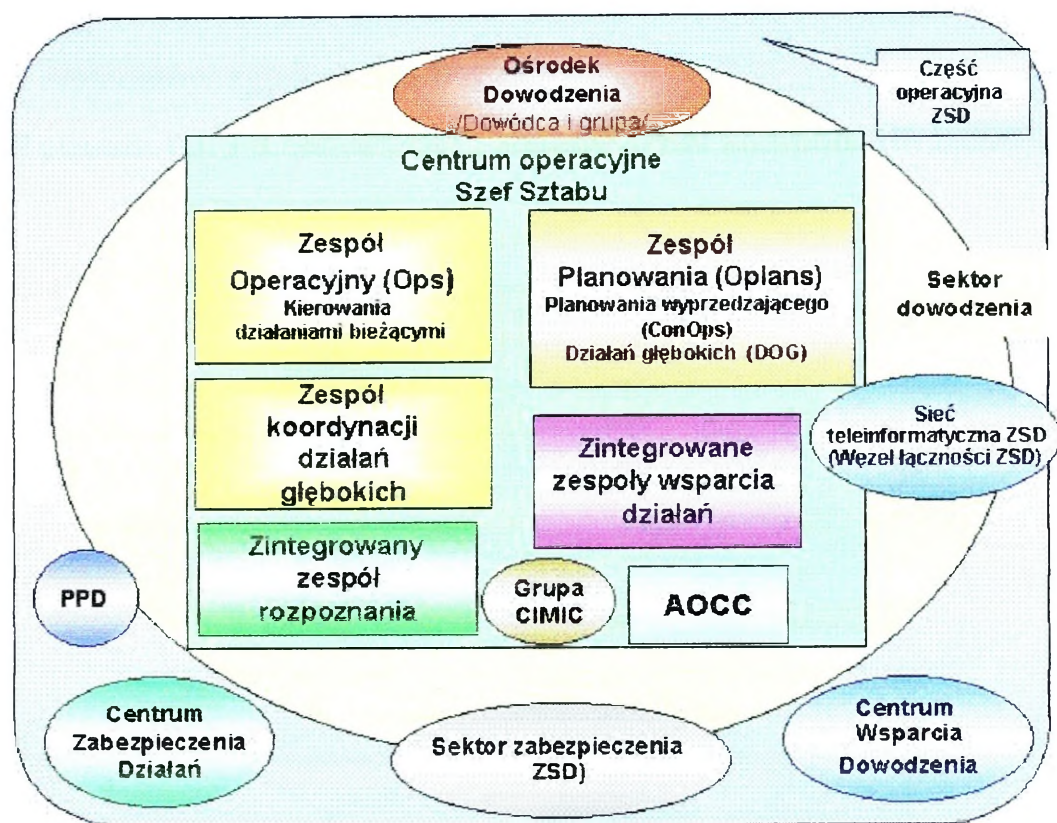 Ośrodek
Dowodzenia
/Dowódca i grupa/
Część
operacyjna
ZSD
Centrum operacyjne
Szef Sztabu
Zespół
Operacyjny (Ops)
Kierowania
działaniami bieżącymi
Zespół
Planowania (Oplans)
Planowania wyprzedzającego
(ConOps)
Działań głębokich (DOG)
Sektor
dowodzenia
Zespół
koordynacji
działań
głębokich
Zintegrowane
zespoły wsparcia
działań
Sieć
teleinformatyczna ZSD
(Węzeł łączności ZSD)
Zintegrowany
zespół
rozpoznania
Grupa
CIMIC
AOCC
PPD
Centrum
Zabezpieczenia
Działań
Sektor zabezpieczenia
ZSD)
Centrum
Wsparcia
Dowodzenia